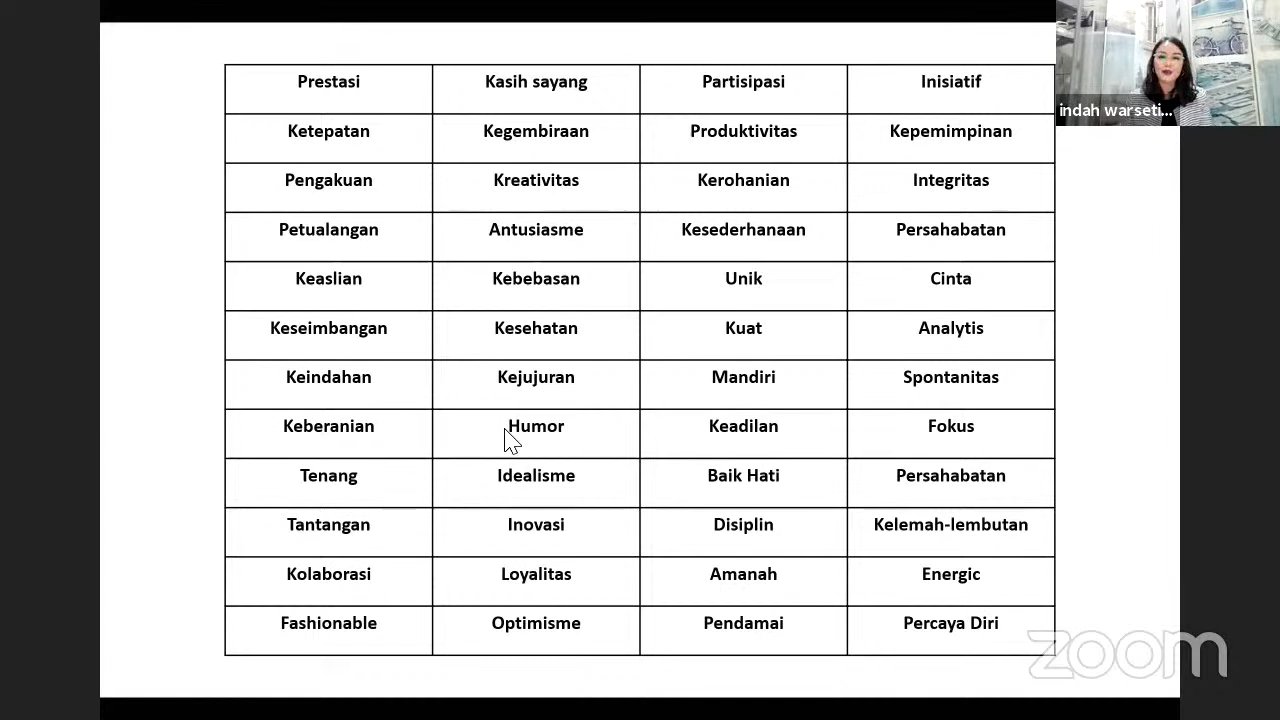 Prestasi Kasih sayang Partisipasi Inisiatif
Ketepatan Kegembiraan Produktivitas Kepemimpinan
Pengakuan Kreativitas Kerohanian Integritas
Petualangan Antusiasme Kesederhanaan Persahabatan
Keaslian Kebebasan Unik Cinta
Keseimbangan Kesehatan Kuat Analytis
Keindahan Kejujuran Mandiri Spontanitas
Keberanian Humor Keadilan Fokus
Tenang Idealisme Baik Hati Persahabatan
Tantangan Inovasi Disiplin Kelemah-lembutan
Kolaborasi Loyalitas Amanah Energic
Fashionable Optimisme Pendamai Percaya Diri
indah warseti...
zoom